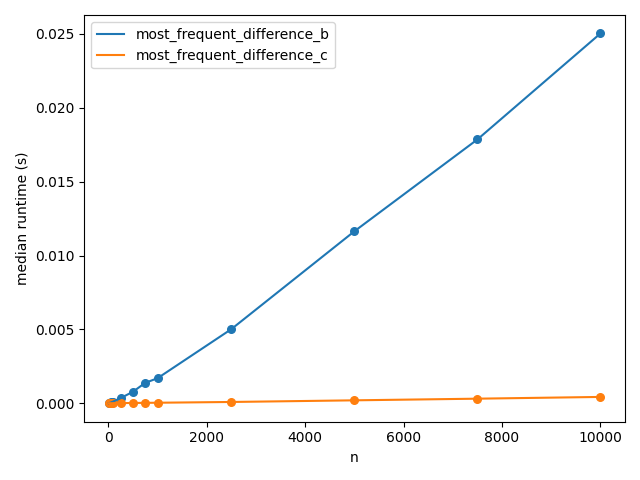 most_frequent_difference_b
most_frequent_difference_c
median runtime (s)
0.025
0.020
0.015
0.010
0.005
0.000
0 2000 4000 6000 8000 10000
n